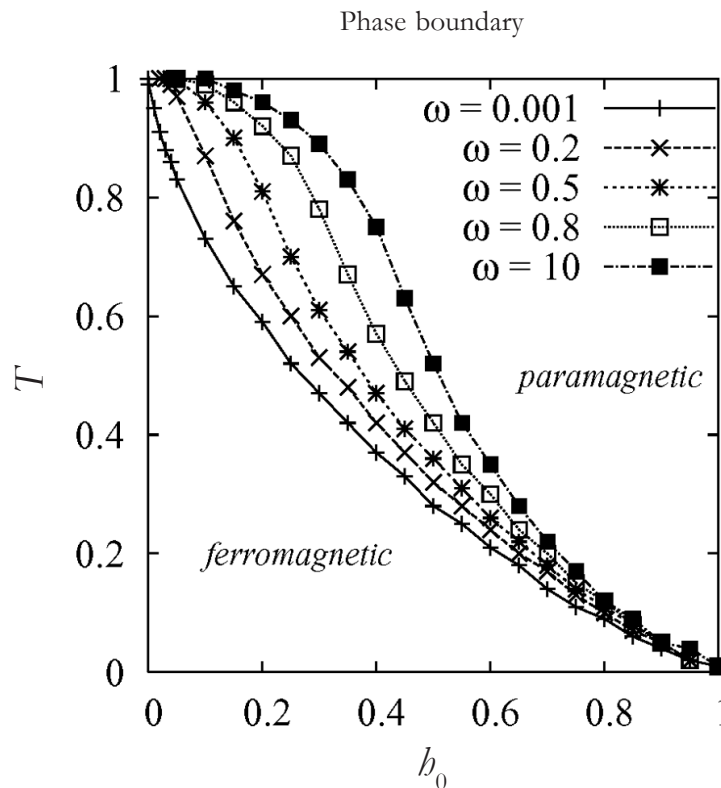 Phase boundary
1
0.8
0.6
0.4
0.2
0
T
ω = 0.001
ω = 0.2
ω = 0.5
ω = 0.8
ω = 10
paramagnetic
ferromagnetic
0 0.2 0.4 0.6 0.8 1
h₀